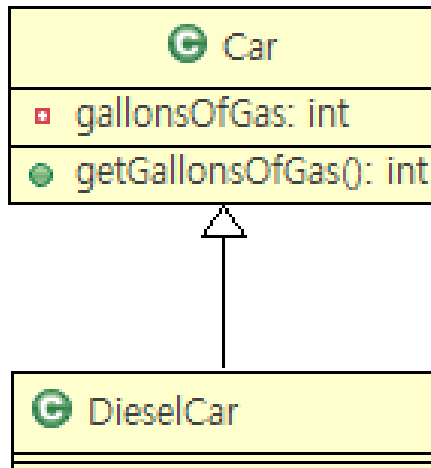 C Car
gallonsOfGas: int
getGallonsOfGas(): int
C DieselCar